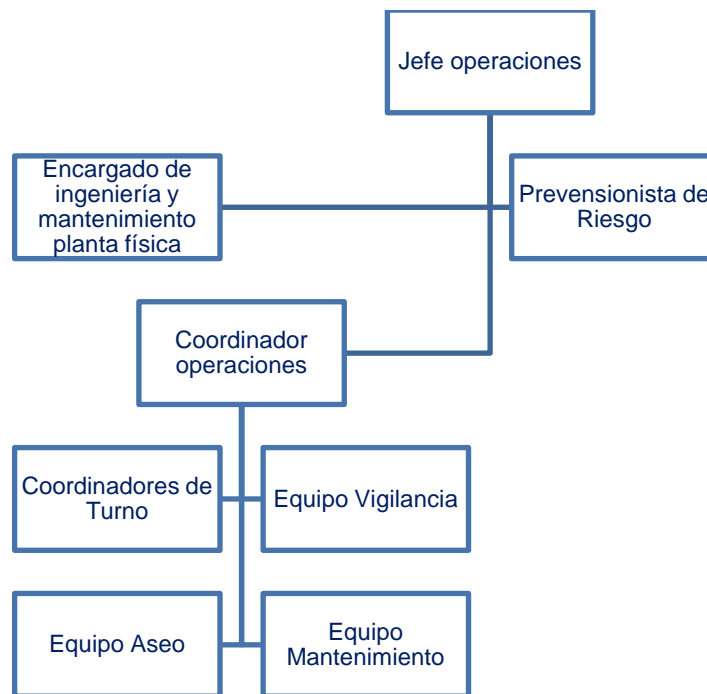 Jefe operaciones
Encargado de
ingeniería y
mantenimiento
planta física
Prevensionista de
Riesgo
Coordinador
operaciones
Coordinadores de
Turno
Equipo Vigilancia
Equipo Aseo
Equipo
Mantenimiento